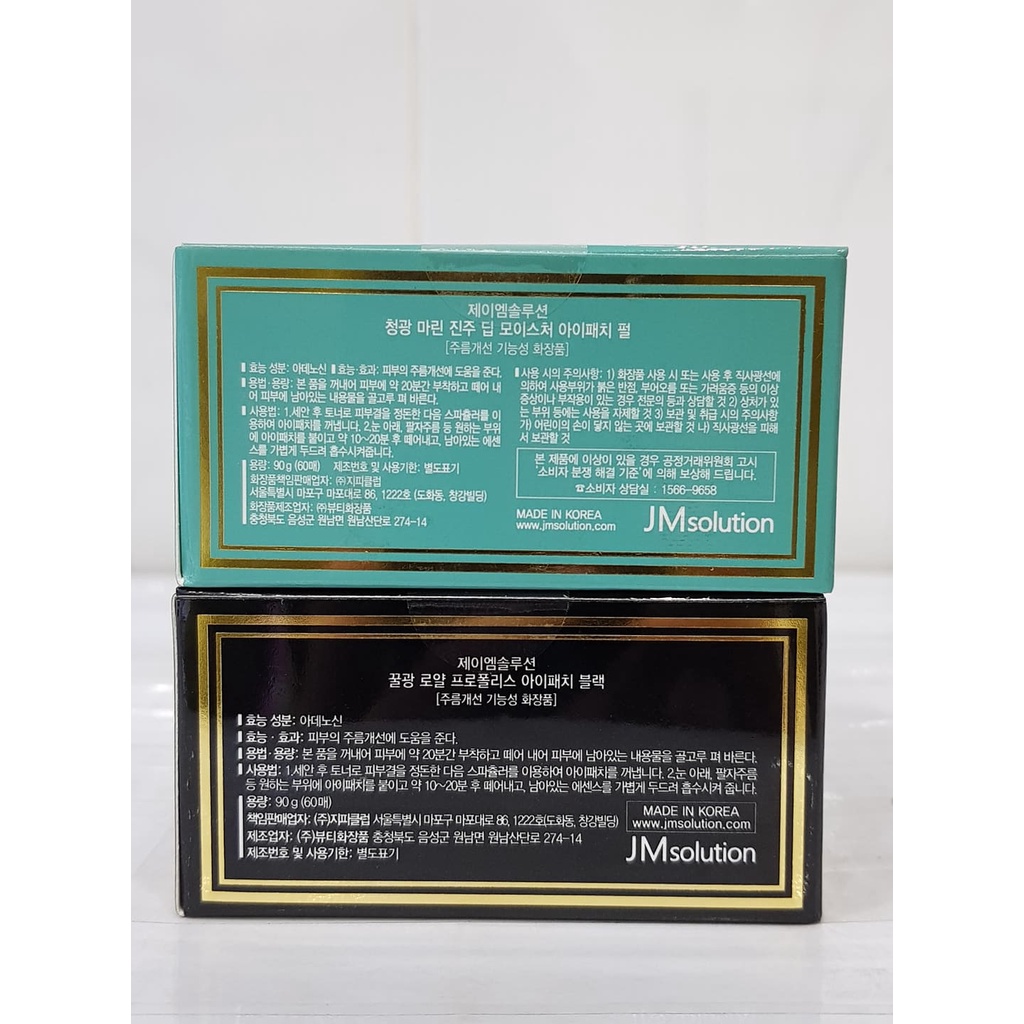 제이엠솔루션
청광 마린 진주 딥 모이스처 아이패치 펄
[주름개선 기능성 화장품]
효능 성분: 아데노신 효능·효과: 피부의 주름개선에 도움을 준다.
용법·용량: 본 품을 꺼내어 피부에 약 20분간 부착하고 떼어 내
어 피부에 남아있는 내용물을 골고루 펴 바른다.
사용법: 1.세안 후 토너로 피부결을 정돈한 다음 스파츌러를 이
용하여 아이패치를 꺼냅니다. 2.눈 아래, 팔자주름 등 원하는 부위
에 아이패치를 붙이고 약 10~20분 후 떼어내고, 남아있는 에센
스를 가볍게 두드려 흡수시켜줍니다.
용량: 90g (60매) 제조번호 및 사용기한: 별도표기
화장품책임판매업자: ㈜지피클럽
서울특별시 마포구 마포대로 86, 1222호 (도화동, 창강빌딩)
화장품제조업자: ㈜뷰티화장품
충청북도 음성군 원남면 원남산단로 274-14
사용 시의 주의사항: 1) 화장품 사용 시 또는 사용 후 직사광선에
의하여 사용부위가 붉은 반점, 부어오름 또는 가려움증 등의 이상
증상이나 부작용이 있는 경우 전문의 등과 상담할 것 2) 상처가 있
는 부위 등에는 사용을 자제할 것 3) 보관 및 취급 시의 주의사항
가) 어린이의 손이 닿지 않는 곳에 보관할 것 나) 직사광선을 피해
서 보관할 것
본 제품에 이상이 있을 경우 공정거래위원회 고시
'소비자 분쟁 해결 기준'에 의해 보상해 드립니다.
☎소비자 상담실 : 1566-9658
MADE IN KOREA
www.jmsolution.com
JMsolution
제이엠솔루션
꿀광 로얄 프로폴리스 아이패치 블랙
[주름개선 기능성 화장품]
효능 성분: 아데노신
효능·효과: 피부의 주름개선에 도움을 준다.
용법·용량: 본 품을 꺼내어 피부에 약 20분간 부착하고 떼어 내어 피부에 남아있는 내용물을 골고루 펴 바른다.
사용법: 1.세안 후 토너로 피부결을 정돈한 다음 스파츌러를 이용하여 아이패치를 꺼냅니다. 2.눈 아래, 팔자주름
등 원하는 부위에 아이패치를 붙이고 약 10~20분 후 떼어내고, 남아있는 에센스를 가볍게 두드려 흡수시켜 줍니다.
용량: 90g (60매)
책임판매업자: (주)지피클럽 서울특별시 마포구 마포대로 86, 1222호(도화동, 창강빌딩)
제조업자: (주)뷰티화장품 충청북도 음성군 원남면 원남산단로 274-14
제조번호 및 사용기한: 별도표기
MADE IN KOREA
www.jmsolution.com
JMsolution